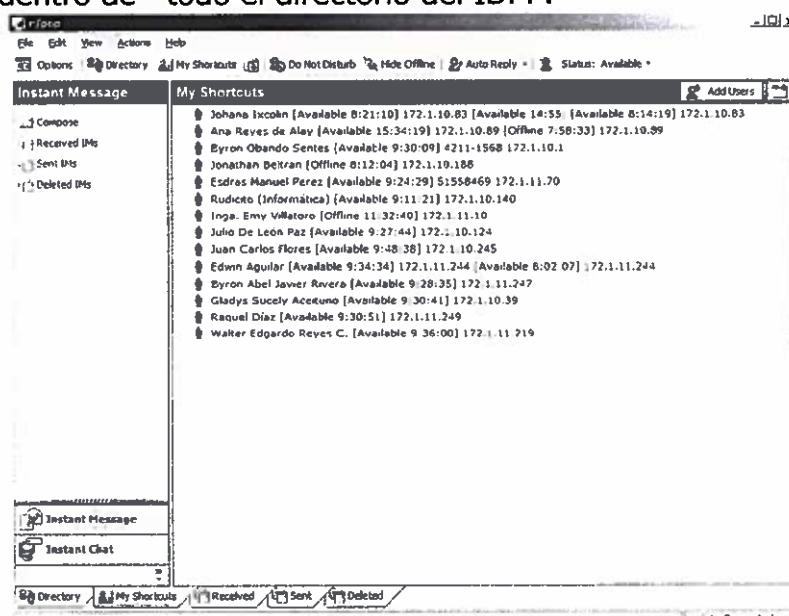 dentro de todo el directorio del
File Edit View Actions Help
Options Directory My Shortcuts Do Not Disturb Hide Offline Auto Reply Status: Available
Instant Message
My Shortcuts
Add Users
Compose
Received IMs
Sent IMs
Deleted IMs
Johana Ixcolin [Available 8:21:10] 172.1.10.83 [Available 14:55 [Available 8:14:19] 172.1.10.83
Ana Reyes de Alay [Available 15:34:19] 172.1.10.89 [Offline 7:58:33] 172.1.10.89
Byron Obando Sentes [Available 9:30:09] 4211-1568 172.1.10.1
Jonathan Beltran [Offline 8:12:04] 172.1.10.188
Esdras Manuel Perez [Available 9:24:29] 51558469 172.1.11.70
Rudicito (Informática) [Available 9:11:21] 172.1.10.140
Inga. Emy Villatoro [Offline 11:32:40] 172.1.11.10
Julio De León Paz [Available 9:27:44] 172.1.10.124
Juan Carlos Flores [Available 9:48:38] 172.1.10.245
Edwin Aguilar [Available 9:34:34] 172.1.11.244 [Available 8:02:07] 172.1.11.244
Byron Abel Javier Rivera [Available 9:28:35] 172.1.11.247
Gladys Sucely Aceituno [Available 9:30:41] 172.1.10.39
Raquel Díaz [Available 9:30:51] 172.1.11.249
Walter Edgardo Reyes C. [Available 9:36:00] 172.1.11.219
Instant Message
Instant Chat
Directory My Shortcuts Received Sent Deleted